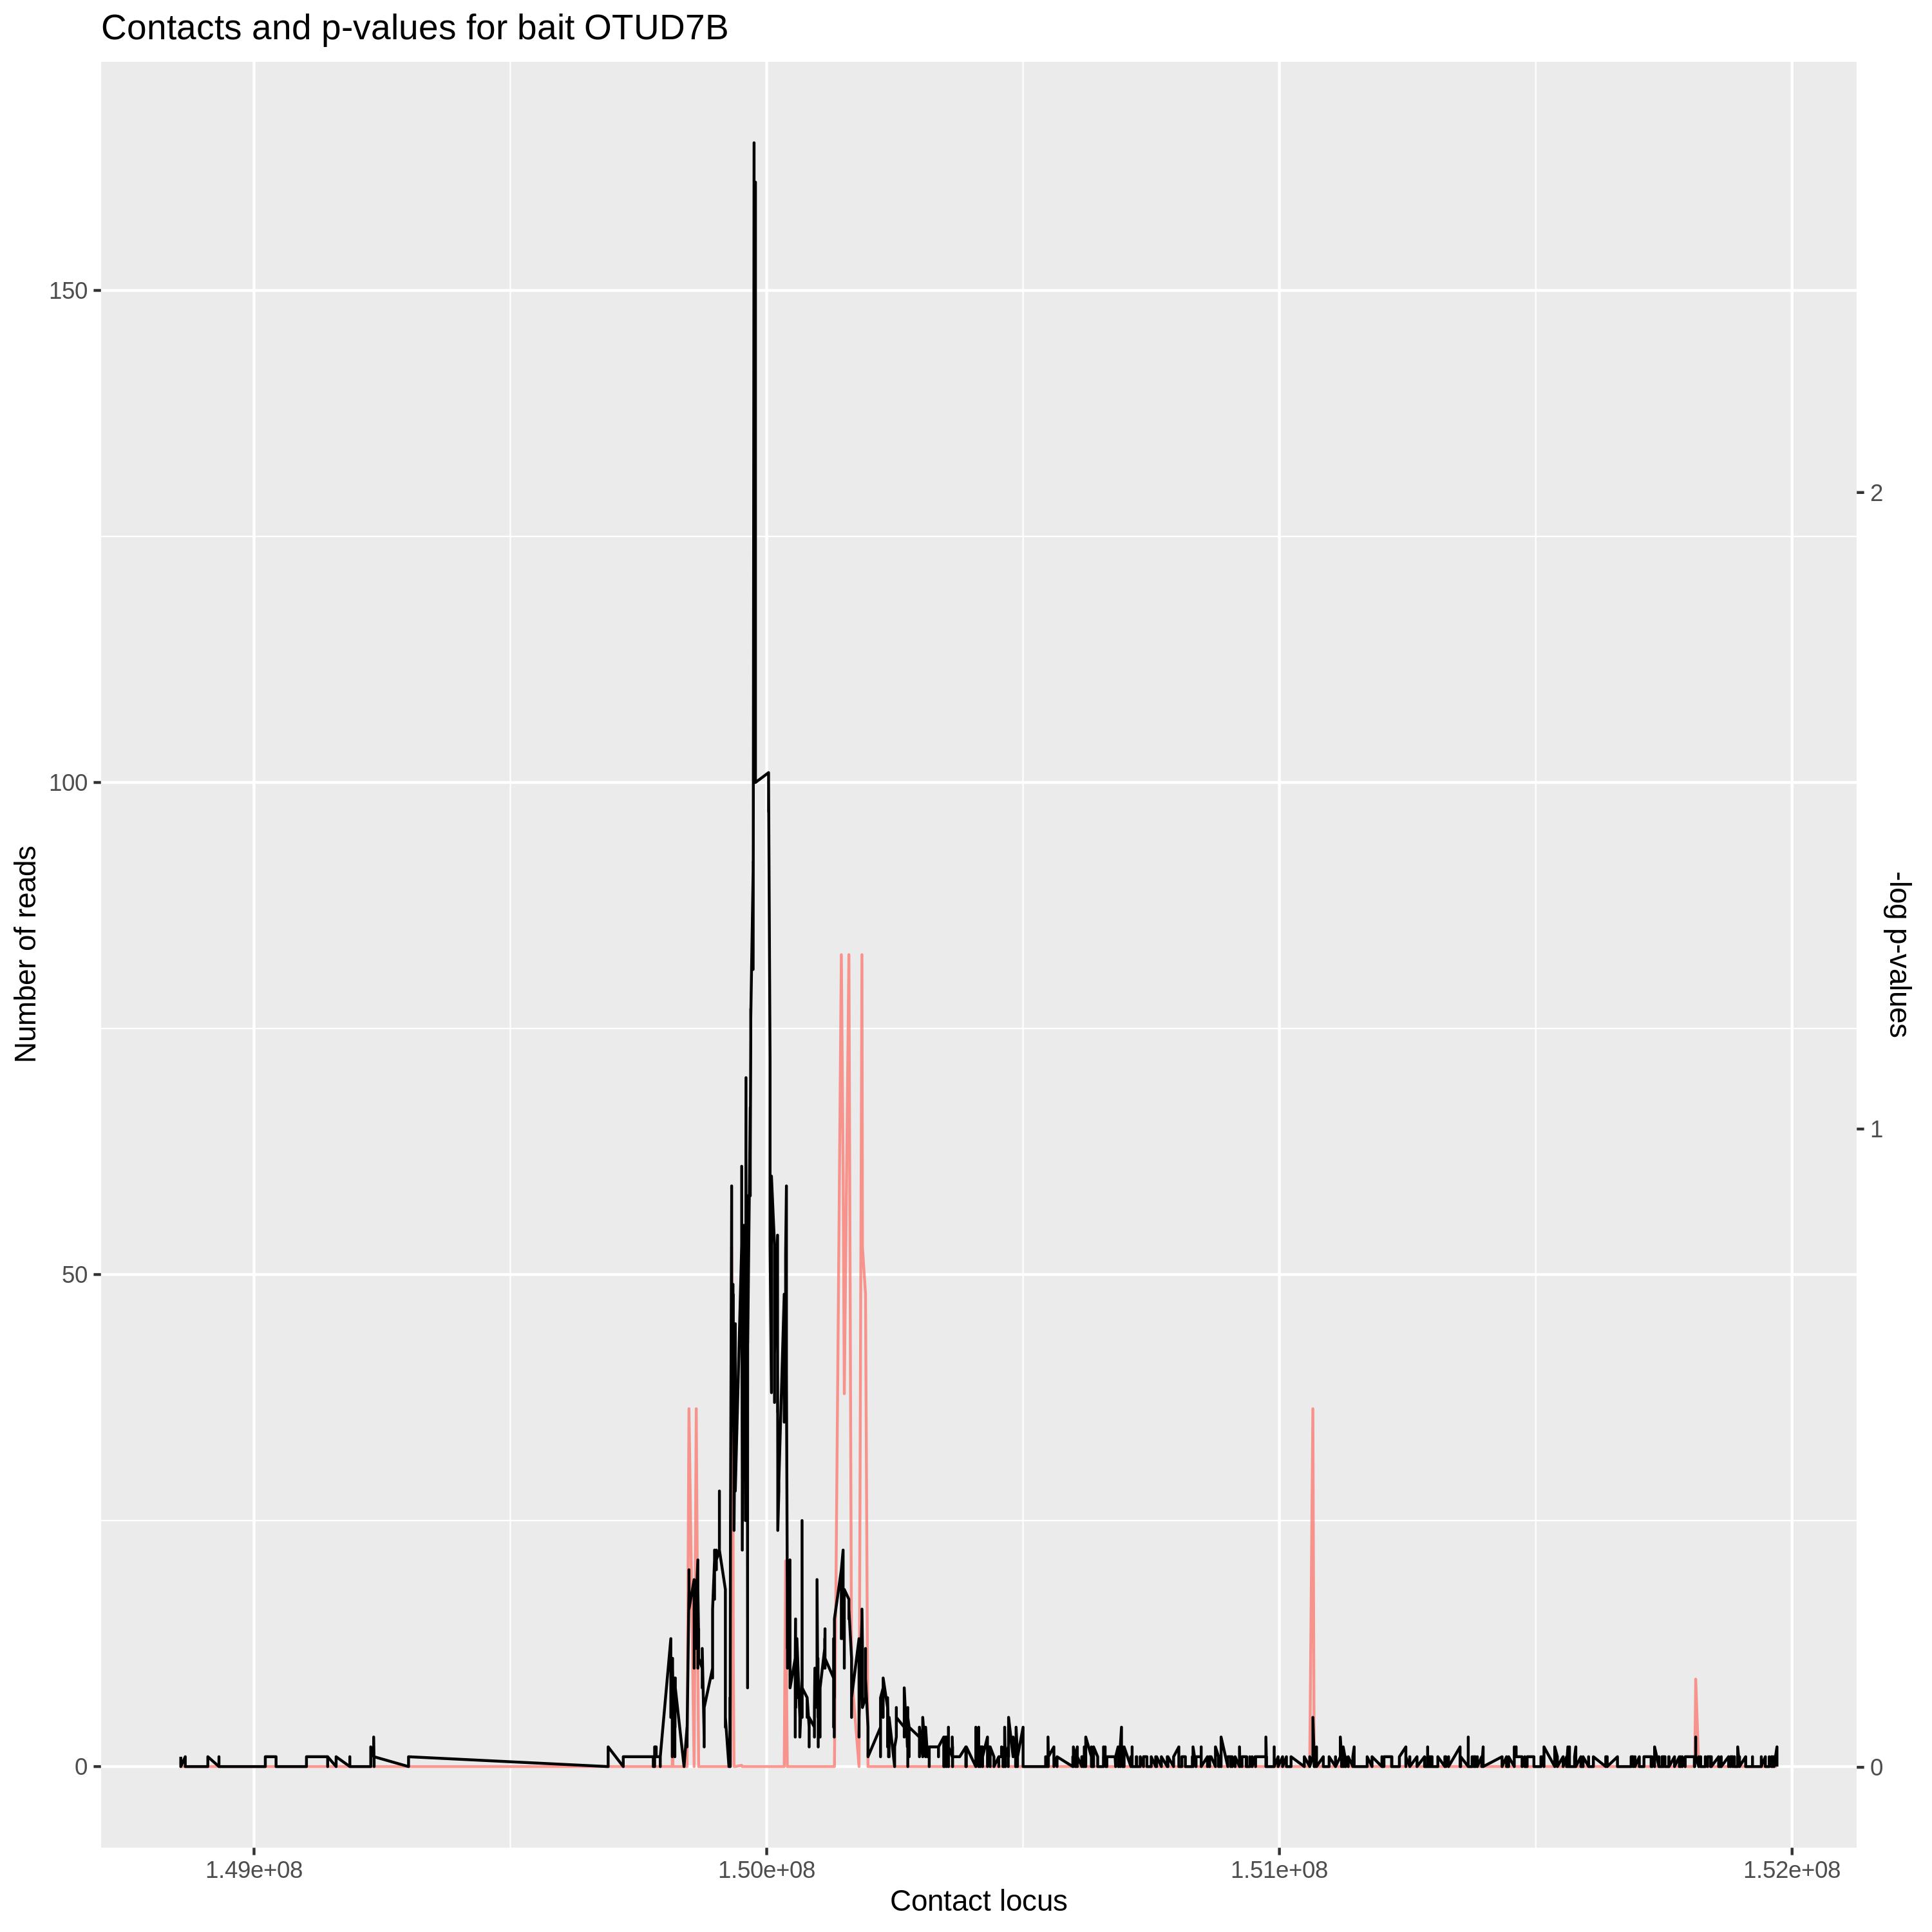 Contacts and p-values for bait OTUD7B
150
100
50
0
Number of reads
2
1
0
-log p-values
1.49e+08
1.50e+08
1.51e+08
1.52e+08
Contact locus